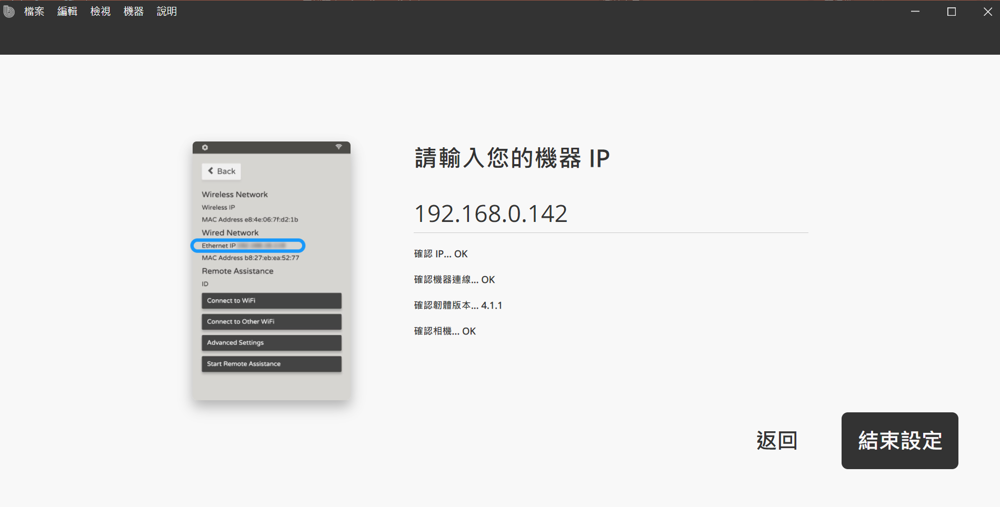 檔案 編輯 檢視 機器 說明
Back
Wireless Network
Wireless IP
MAC Address e8:4e:06:7f:d2:1b
Wired Network
Ethernet IP
MAC Address b8:27:eb:ea:52:77
Remote Assistance
ID
Connect to WiFi
Connect to Other WiFi
Advanced Settings
Start Remote Assistance
請輸入您的機器 IP
192.168.0.142
確認 IP... OK
確認機器連線... OK
確認韌體版本... 4.1.1
確認相機... OK
返回
結束設定